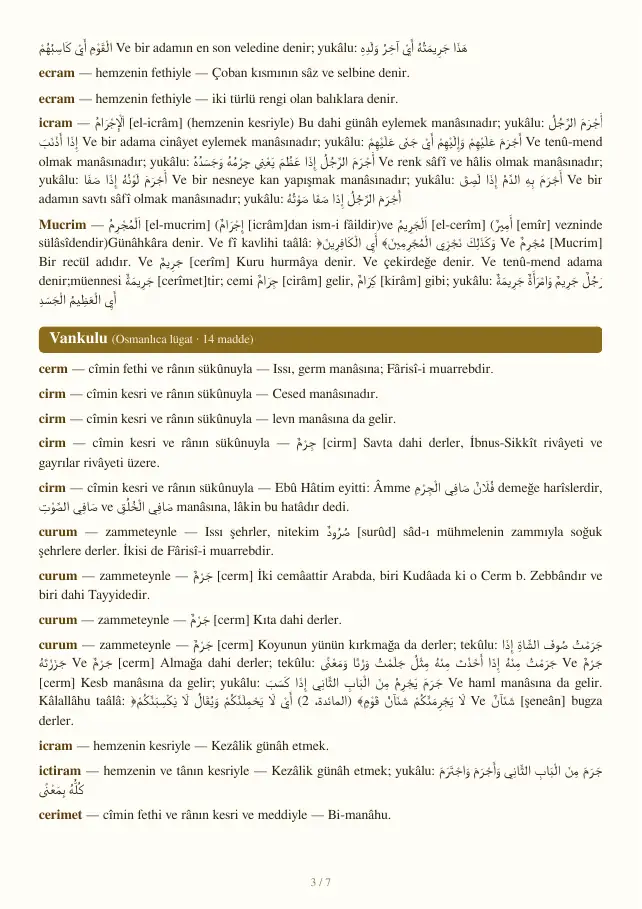 الْقَوْمِ أَيْ كَاسِبُهُمْ Ve bir adamın en son veledine denir; yukâlu: هَذَا جَرِيمَتُهُ أَيْ آخِرُ وَلَدِهِ
ecram — hemzenin fethiyle — Çoban kısmının sâz ve selbine denir.
ecram — hemzenin fethiyle — iki türlü rengi olan balıklara denir.
icram — اَلْإِجْرَامُ [el-icrâm] (hemzenin kesriyle) Bu dahi günâh eylemek manâsınadır; yukâlu: أَجْرَمَ الرَّجُلُ
إِذَا أَذْنَبَ Ve bir adama cinâyet eylemek manâsınadır; yukâlu: أَجْرَمَ عَلَيْهِمْ وَإِلَيْهِمْ أَيْ جَنَى عَلَيْهِمْ Ve tenû-mend
olmak manâsınadır; yukâlu: أَجْرَمَ الرَّجُلُ إِذَا عَظُمَ يَعْنِي جِرْمُهُ وَجَسَدُهُ Ve renk sâfî ve hâlis olmak manâsınadır;
yukâlu: أَجْرَمَ لَوْنُهُ إِذَا صَفَا Ve bir nesneye kan yapışmak manâsınadır; yukâlu: أَجْرَمَ بِهِ الدَّمُ إِذَا لَصِقَ Ve bir
adamın savtı sâfî olmak manâsınadır; yukâlu: أَجْرَمَ الرَّجُلُ إِذَا صَفَا صَوْتُهُ
Mucrim — اَلْمُجْرِمُ [el-mucrim] (إِجْرَامٌ [icrâm]dan ism-i fâildir)ve اَلْجَرِيمُ [el-cerîm] (أَمِيرٌ [emîr] vezninde
sülâsîdendir)Günâhkâra denir. Ve fî kavlihi taâlâ: ﴿وَكَذَلِكَ نَجْزِي الْمُجْرِمِينَ﴾ أَيِ الْكَافِرِينَ Ve مُجْرِمٌ [Mucrim]
Bir recül adıdır. Ve جَرِيمٌ [cerîm] Kuru hurmâya denir. Ve çekirdeğe denir. Ve tenû-mend adama
denir;müennesi جَرِيمَةٌ [cerîmet]tir; cemi جِرَامٌ [cirâm] gelir, كِرَامٌ [kirâm] gibi; yukâlu: رَجُلٌ جَرِيمٌ وَامْرَأَةٌ جَرِيمَةٌ
أَيِ الْعَظِيمُ الْجَسَدِ
Vankulu (Osmanlıca lügat · 14 madde)
cerm — cîmin fethi ve rânın sükûnuyla — Issı, germ manâsına; Fârisî-i muarrebdir.
cirm — cîmin kesri ve rânın sükûnuyla — Cesed manâsınadır.
cirm — cîmin kesri ve rânın sükûnuyla — levn manâsına da gelir.
cirm — cîmin kesri ve rânın sükûnuyla — جِرْمٌ [cirm] Savta dahi derler, İbnus-Sikkît rivâyeti ve
gayrılar rivâyeti üzere.
cirm — cîmin kesri ve rânın sükûnuyla — Ebû Hâtim eyitti: Âmme فُلَانٌ صَافِي الْجِرْمِ demeğe harîslerdir,
صَافِي الصَّوْتِ ve صَافِي الْحُلُقِ manâsına, lâkin bu hatâdır dedi.
curum — zammeteynle — Issı şehrler, nitekim صُرُودٌ [surûd] sâd-ı mühmelenin zammıyla soğuk
şehrlere derler. İkisi de Fârisî-i muarrebdir.
curum — zammeteynle — جَرْمٌ [cerm] İki cemâattir Arabda, biri Kudâada ki o Cerm b. Zebbândır ve
biri dahi Tayyidedir.
curum — zammeteynle — جَرْمٌ [cerm] Kıta dahi derler.
curum — zammeteynle — جَرْمٌ [cerm] Koyunun yünün kırkmağa da derler; tekûlu: جَرَمْتُ صُوفَ الشَّاةِ إِذَا
جَزَزْتَهُ Ve جَرْمٌ [cerm] Almağa dahi derler; tekûlu: جَرَمْتُ مِنْهُ إِذَا أَخَذْتَ مِنْهُ مِثْلُ جَلَمْتُ وَزْنًا وَمَعْنًى Ve جَرْمٌ
[cerm] Kesb manâsına da gelir; yukâlu: جَرَمَ يَجْرِمُ مِنَ الْبَابِ الثَّانِي إِذَا كَسَبَ Ve haml manâsına da gelir.
Kâlallâhu taâlâ: ﴿لَا يَجْرِمَنَّكُمْ شَنَآنُ قَوْمٍ﴾ (المائدة، 2) أَيْ لَا يَحْمِلَنَّكُمْ وَيُقَالُ لَا يَكْسِبَنَّكُمْ Ve شَنَآنٌ [şeneân] bugza
derler.
icram — hemzenin kesriyle — Kezâlik günâh etmek.
ictiram — hemzenin ve tânın kesriyle — Kezâlik günâh etmek; yukâlu: جَرَمَ مِنَ الْبَابِ الثَّانِي وَأَجْرَمَ وَاجْتَرَمَ
كُلُّهُ بِمَعْنًى
cerimet — cîmin fethi ve rânın kesri ve meddiyle — Bi-manâhu.
3 / 7